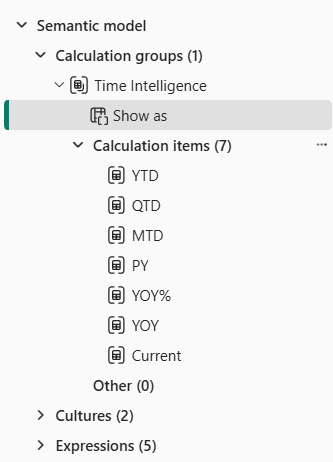 Semantic model
Calculation groups (1)
Time Intelligence
Show as
Calculation items (7)
YTD
QTD
MTD
PY
YOY%
YOY
Current
Other (0)
Cultures (2)
Expressions (5)